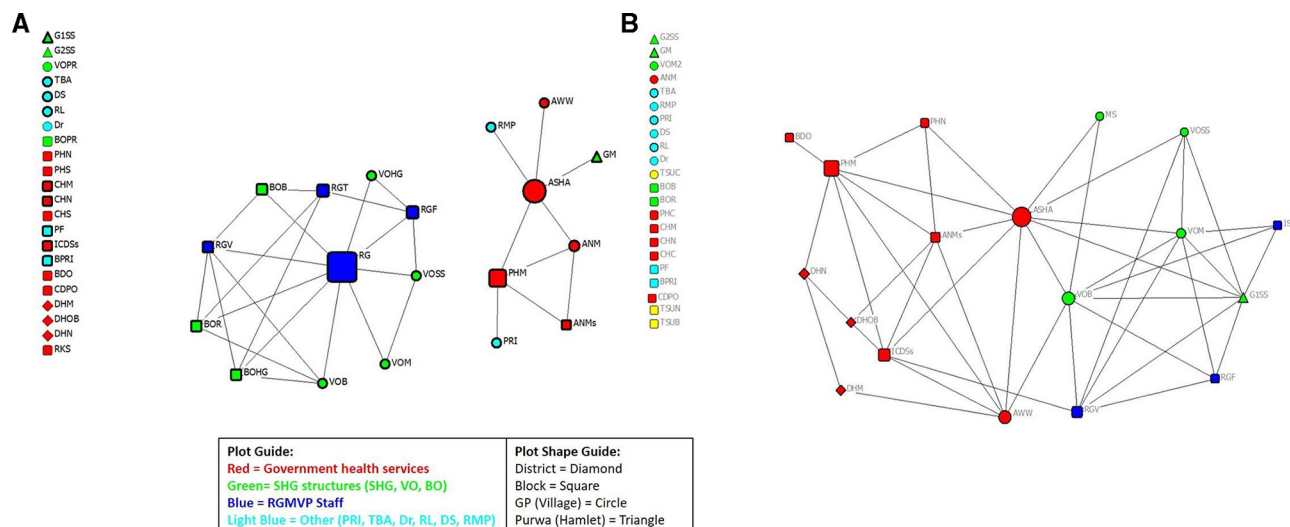 A
G1SS
G2SS
VOPR
TBA
DS
RL
Dr
BOPR
PHN
PHS
CHM
CHN
CHS
PF
ICDSs
BPRI
BDO
CDPO
DHM
DHOB
DHN
RKS
BOB
RGT
VOHG
RGF
RGV
RG
VOSS
BOR
BOHG
VOB
VOM
RMP
AWW
GM
ASHA
ANM
PHM
ANMs
PRI
B
G2SS
GM
VOM2
ANM
TBA
RMP
PRI
DS
RL
Dr
TSUC
BOB
BOR
PHC
CHM
CHN
CHC
PF
BPRI
CDPO
TSUN
TSUB
BDO
PHN
PHM
MS
VOSS
ASHA
ANMs
VOM
IS
DHN
VOB
G1SS
DHOB
ICDSs
DHM
RGF
AWW
RGV
Plot Guide:
Red = Government health services
Green= SHG structures (SHG, VO, BO)
Blue = RGMVP Staff
Light Blue = Other (PRI, TBA, Dr, RL, DS, RMP)
Plot Shape Guide:
District = Diamond
Block = Square
GP (Village) = Circle
Purwa (Hamlet) = Triangle